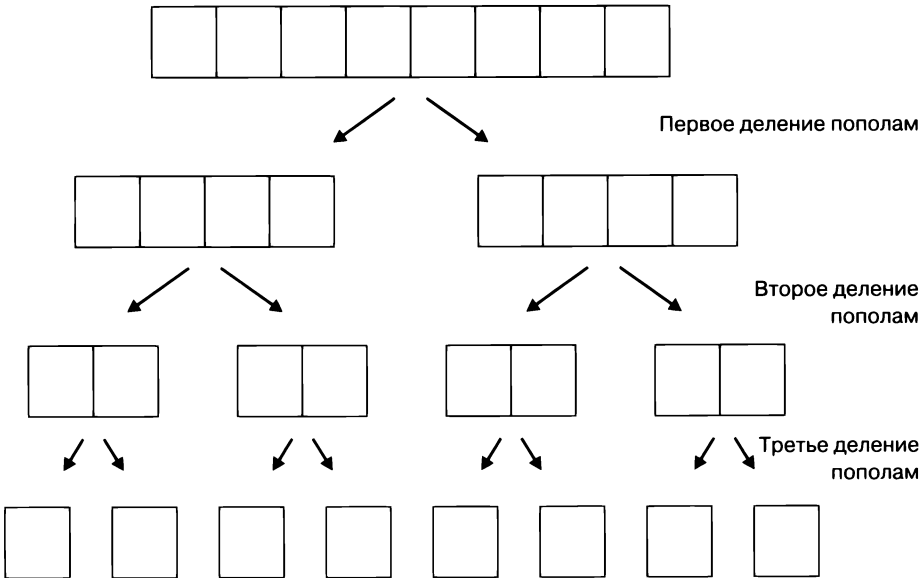 Первое деление пополам
Второе деление
пополам
Третье деление
пополам